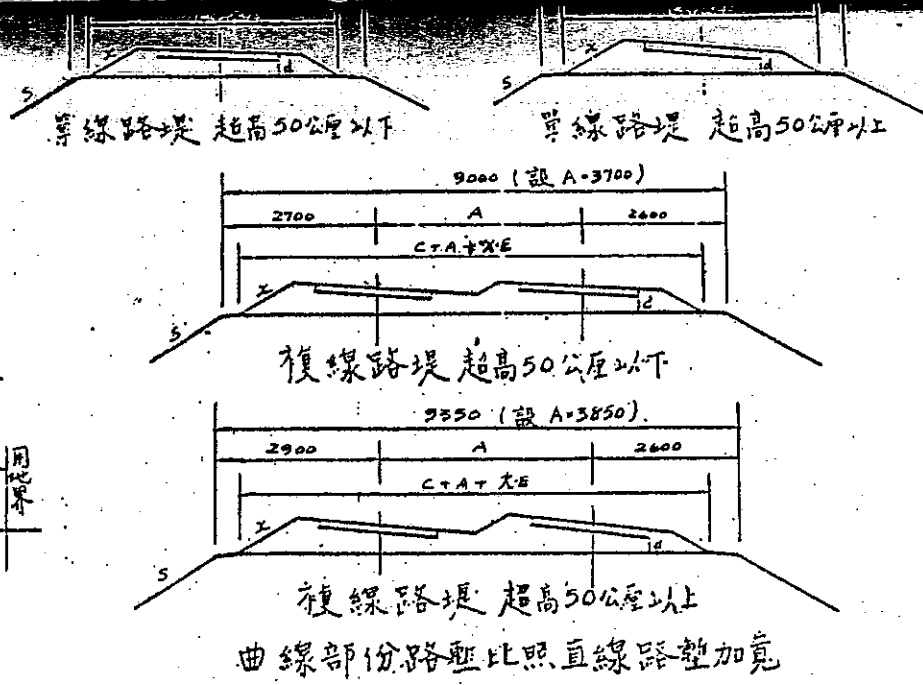 S x d
S x d
單線路堤 超高50公厘以下
單線路堤 超高50公厘以上
9000 (設 A=3700)
2700 A 2600
C+A+
x d
S
複線路堤 超高50公厘以下
9350 (設 A=3850)
2900 A 2600
用地界
x d
S
複線路堤 超高50公厘以上
曲線部份路塹比照直線路塹加寬